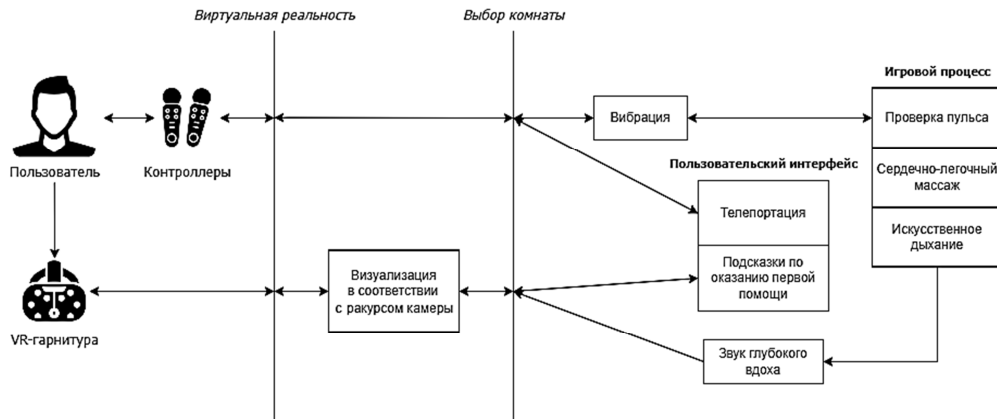 Виртуальная реальность
Выбор комнаты
Игровой процесс
Вибрация
Проверка пульса
Пользователь
Контроллеры
Пользовательский интерфейс
Сердечно-легочный
массаж
Телепортация
Искусственное
дыхание
Визуализация
в соответствии
с ракурсом камеры
Подсказки по
оказанию первой
помощи
VR-гарнитура
Звук глубокого
вдоха